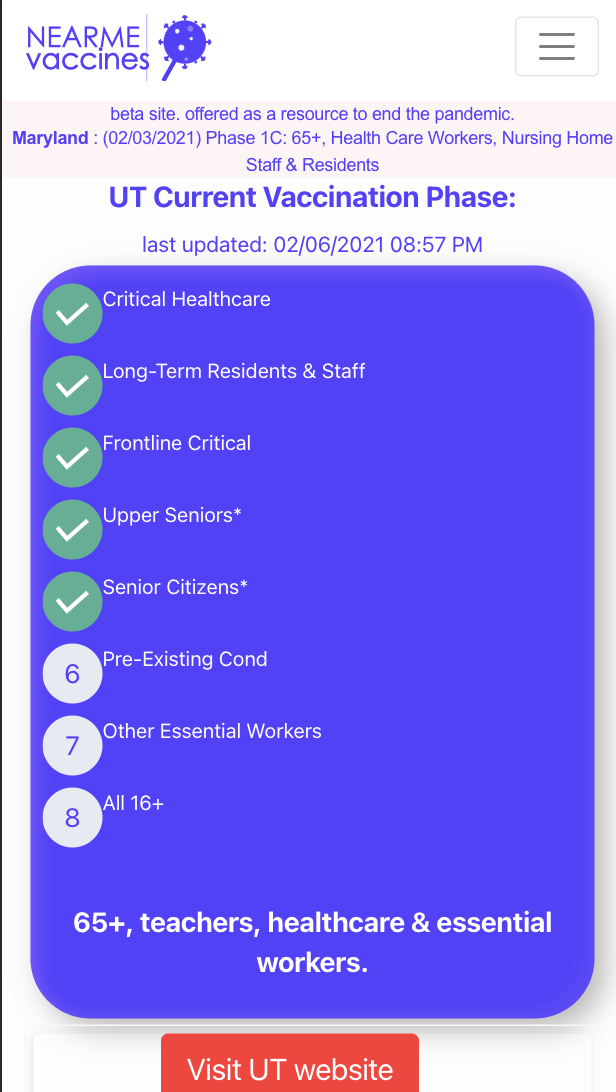 NEARME
vaccines
beta site. offered as a resource to end the pandemic.
Maryland : (02/03/2021) Phase 1C: 65+, Health Care Workers, Nursing Home
Staff & Residents
UT Current Vaccination Phase:
last updated: 02/06/2021 08:57 PM
Critical Healthcare
Long-Term Residents & Staff
Frontline Critical
Upper Seniors*
Senior Citizens*
6 Pre-Existing Cond
7 Other Essential Workers
8 All 16+
65+, teachers, healthcare & essential
workers.
Visit UT website